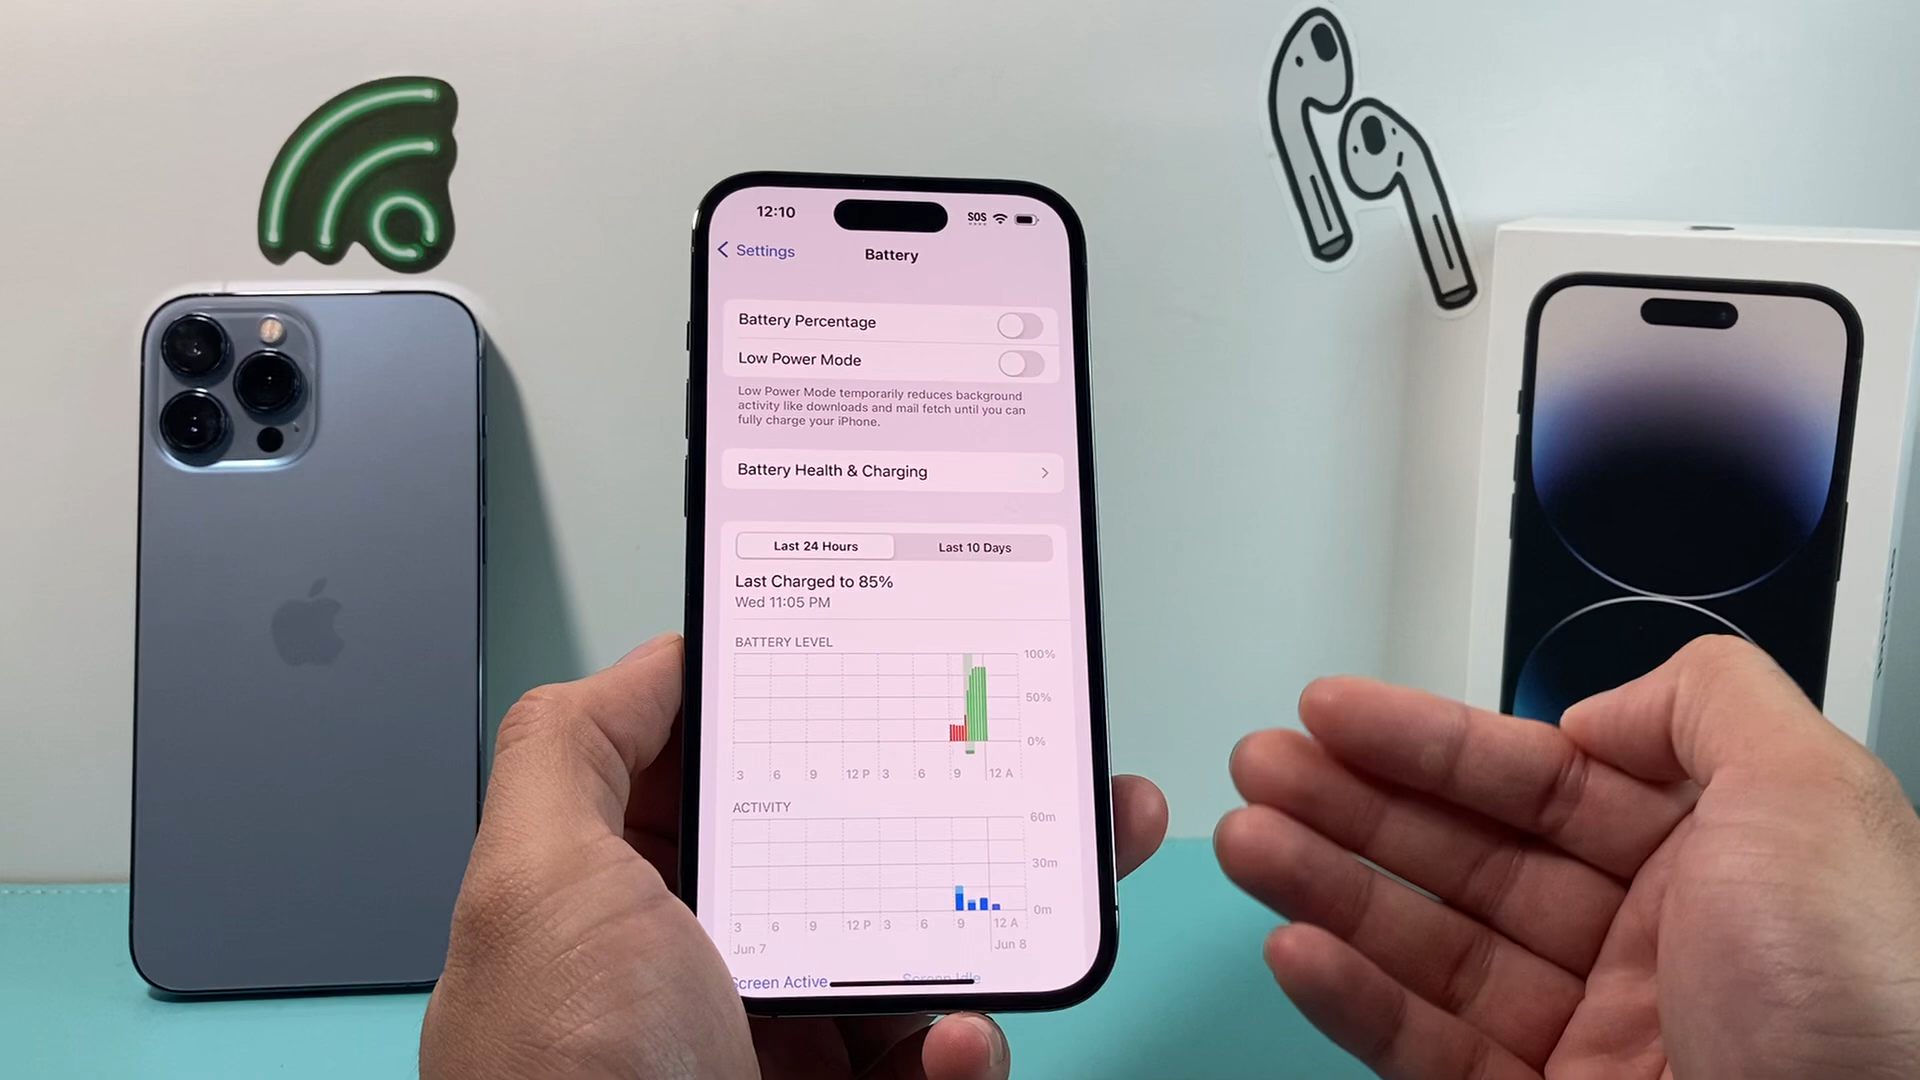 12:10
SOS
Settings
Battery
Battery Percentage
Low Power Mode
Low Power Mode temporarily reduces background
activity like downloads and mail fetch until you can
fully charge your iPhone.
Battery Health & Charging
Last 24 Hours
Last 10 Days
Last Charged to 85%
Wed 11:05 PM
BATTERY LEVEL
100%
50%
0%
3 6 9 12 P 3 6 9 12 A
ACTIVITY
60m
30m
0m
3 6 9 12 P 3 6 9 12 A
Jun 7 Jun 8
Screen Active Screen Idle